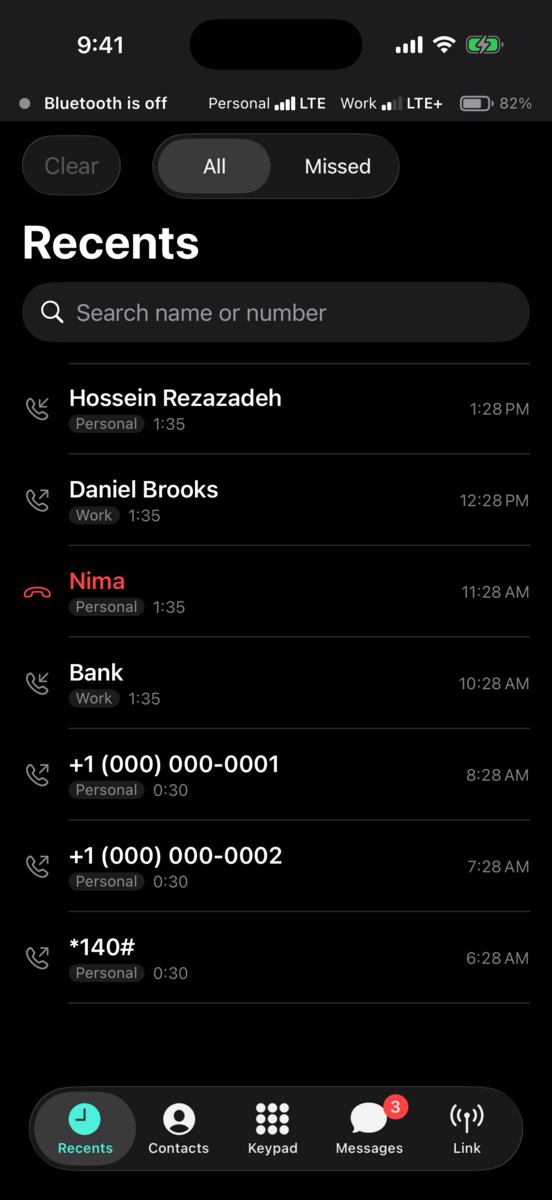 9:41
Bluetooth is off Personal LTE Work LTE+ 82%
Clear All Missed
Recents
Search name or number
Hossein Rezazadeh
Personal 1:35
1:28 PM
Daniel Brooks
Work 1:35
12:28 PM
Nima
Personal 1:35
11:28 AM
Bank
Work 1:35
10:28 AM
+1 (000) 000-0001
Personal 0:30
8:28 AM
+1 (000) 000-0002
Personal 0:30
7:28 AM
*140#
Personal 0:30
6:28 AM
3
Recents Contacts Keypad Messages Link